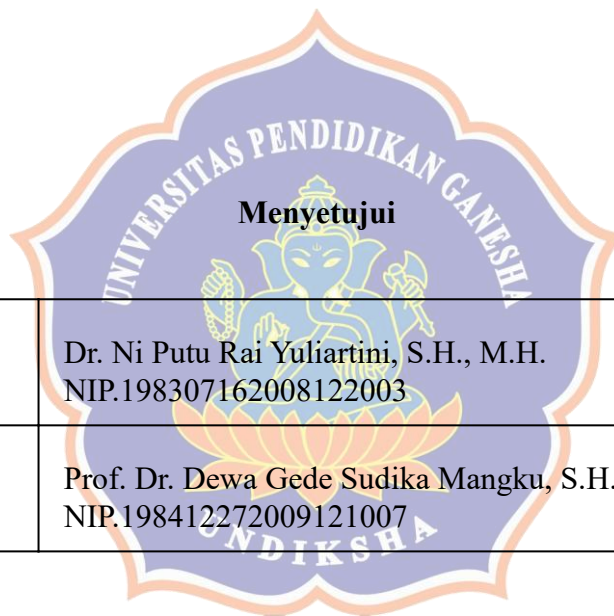 UNIVERSITAS PENDIDIKAN GANESHA
Menyetujui
Dr. Ni Putu Rai Yuliartini, S.H., M.H.
NIP.198307162008122003
Prof. Dr. Dewa Gede Sudika Mangku, S.H.
NIP.198412272009121007
UNDIKSHA